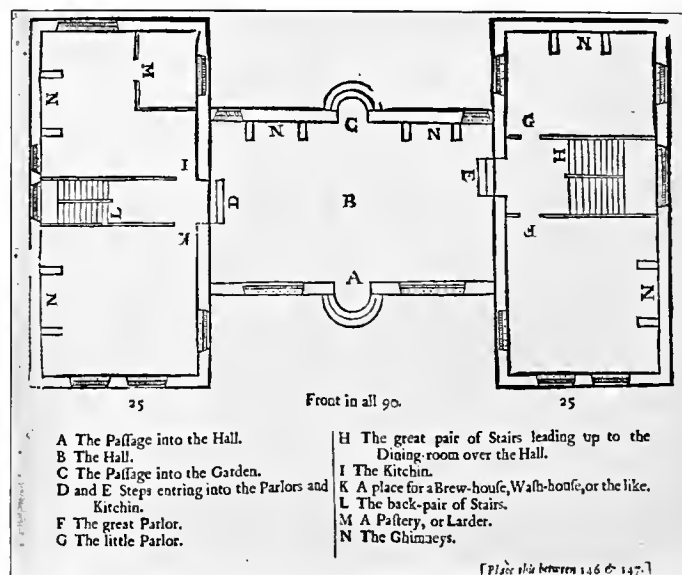 M
N
N
N
C
N
N
G
H
I
D
B
E
L
K
F
A
N
N
25
Front in all 90.
25
A The Paſſage into the Hall.
B The Hall.
C The Paſſage into the Garden.
D and E Steps entring into the Parlors and
Kitchin.
F The great Parlor.
G The little Parlor.
H The great pair of Stairs leading up to the
Dining-room over the Hall.
I The Kitchin.
K A place for a Brew-houſe, Waſh-houſe, or the like.
L The back-pair of Stairs.
M A Paſtery, or Larder.
N The Ghimneys.
[Place this between 146 & 147.]